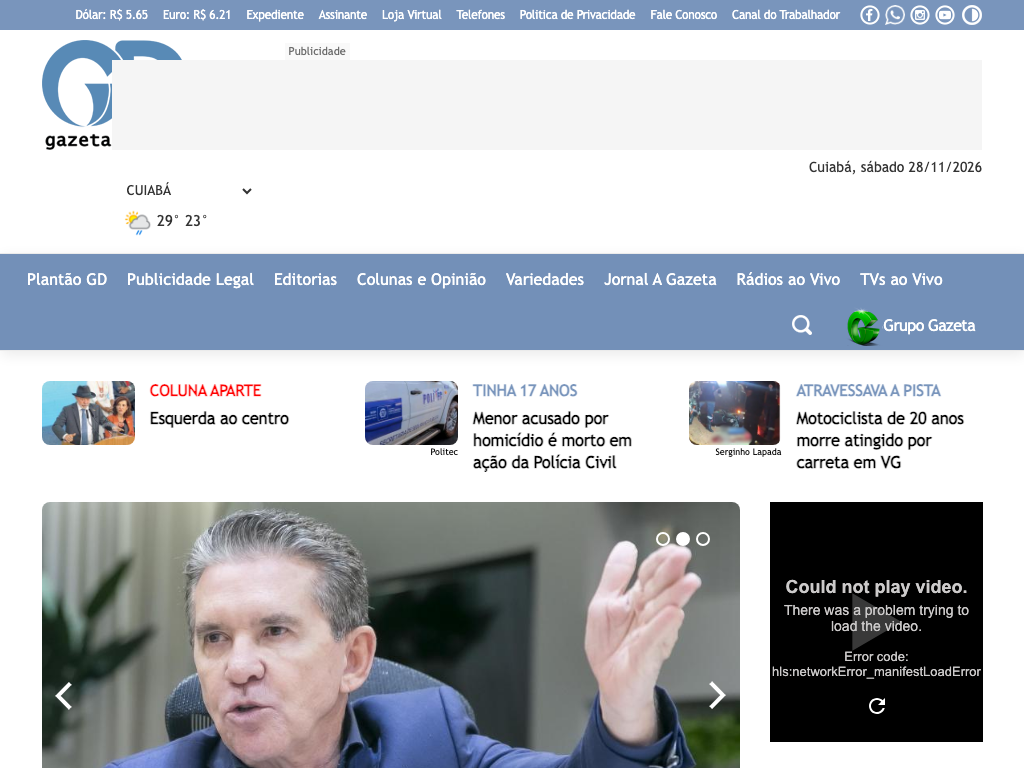 Dólar: R$ 5.65 Euro: R$ 6.21 Expediente Assinante Loja Virtual Telefones Politica de Privacidade Fale Conosco Canal do Trabalhador
Publicidade
GD
gazeta
Cuiabá, sábado 28/11/2026
CUIABÁ
29° 23°
Plantão GD Publicidade Legal Editorias Colunas e Opinião Variedades Jornal A Gazeta Rádios ao Vivo TVs ao Vivo
Grupo Gazeta
COLUNA APARTE
Esquerda ao centro
Politec
TINHA 17 ANOS
Menor acusado por
homicídio é morto em
ação da Polícia Civil
Serginho Lapada
ATRAVESSAVA A PISTA
Motociclista de 20 anos
morre atingido por
carreta em VG
Could not play video.
There was a problem trying to
load the video.
Error code:
hls:networkError_manifestLoadError